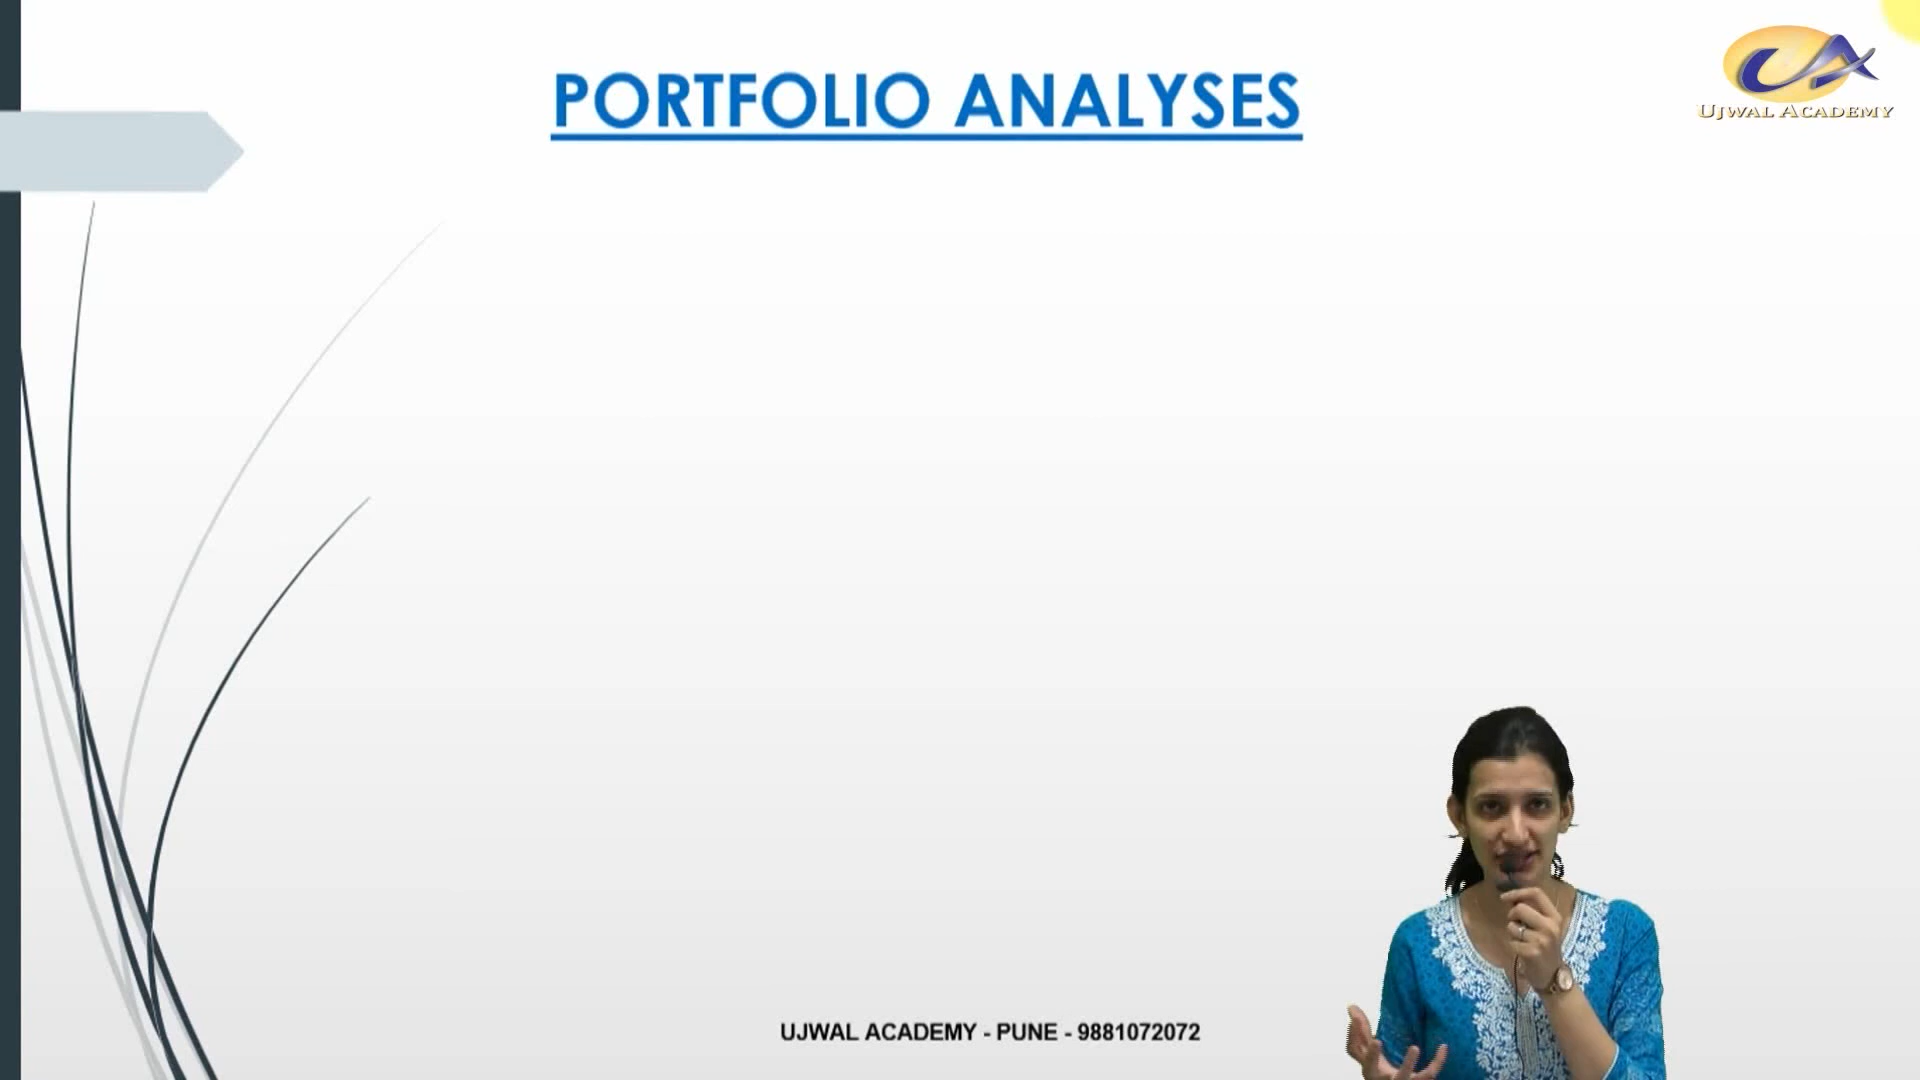 PORTFOLIO ANALYSES
UJWAL ACADEMY
UJWAL ACADEMY - PUNE - 9881072072